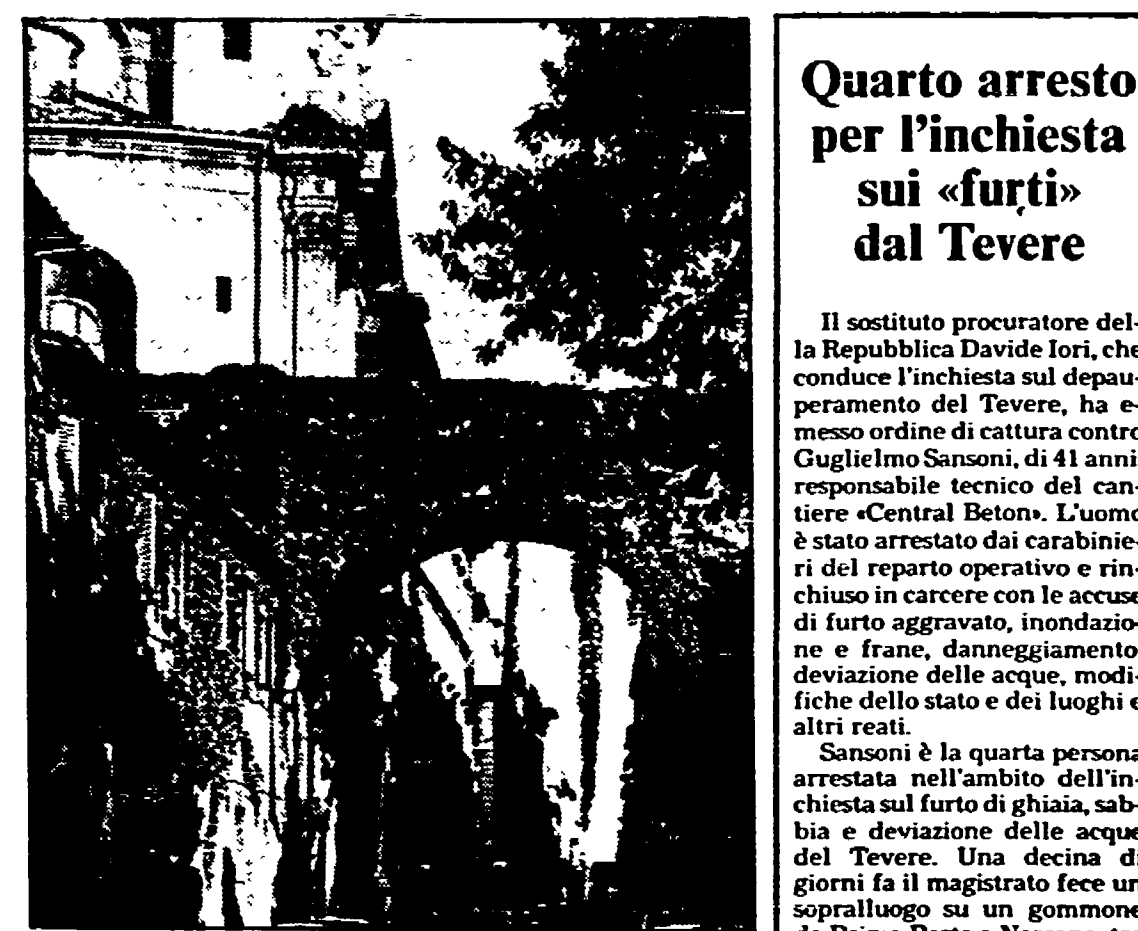 Quarto arresto
per l'inchiesta
sui «furti»
dal Tevere
Il sostituto procuratore del-
la Repubblica Davide Iori, che
conduce l'inchiesta sul depau-
peramento del Tevere, ha e-
messo ordine di cattura contro
Guglielmo Sansoni, di 41 anni
responsabile tecnico del can-
tiere «Central Beton». L'uomo
è stato arrestato dai carabinie-
ri del reparto operativo e rin-
chiuso in carcere con le accuse
di furto aggravato, inondazio-
ne e frane, danneggiamento
deviazione delle acque, modi-
fiche dello stato e dei luoghi e
altri reati.
Sansoni è la quarta persona
arrestata nell'ambito dell'in-
chiesta sul furto di ghiaia, sab-
bia e deviazione delle acque
del Tevere. Una decina di
giorni fa il magistrato fece un
sopralluogo su un gommone